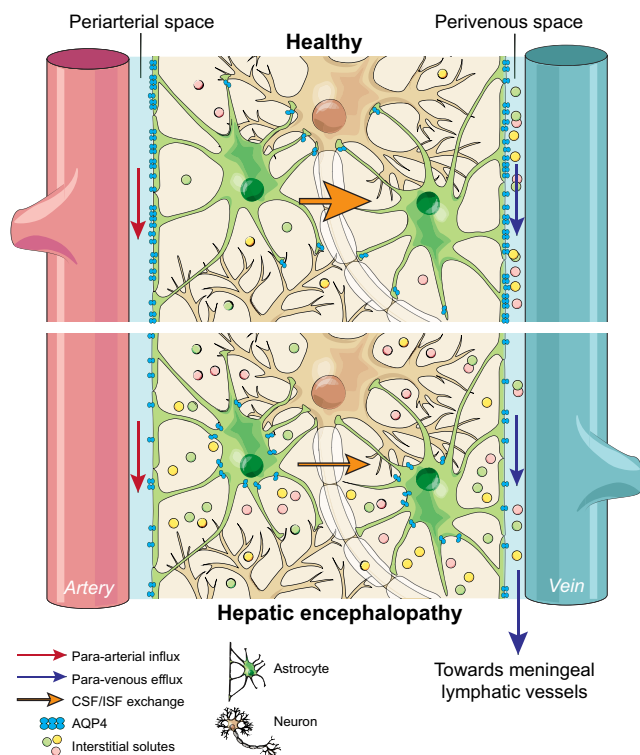 Periarterial space
Perivenous space
Healthy
Artery
Vein
Hepatic encephalopathy
Para-arterial influx
Para-venous efflux
CSF/ISF exchange
AQP4
Interstitial solutes
Astrocyte
Neuron
Towards meningeal
lymphatic vessels